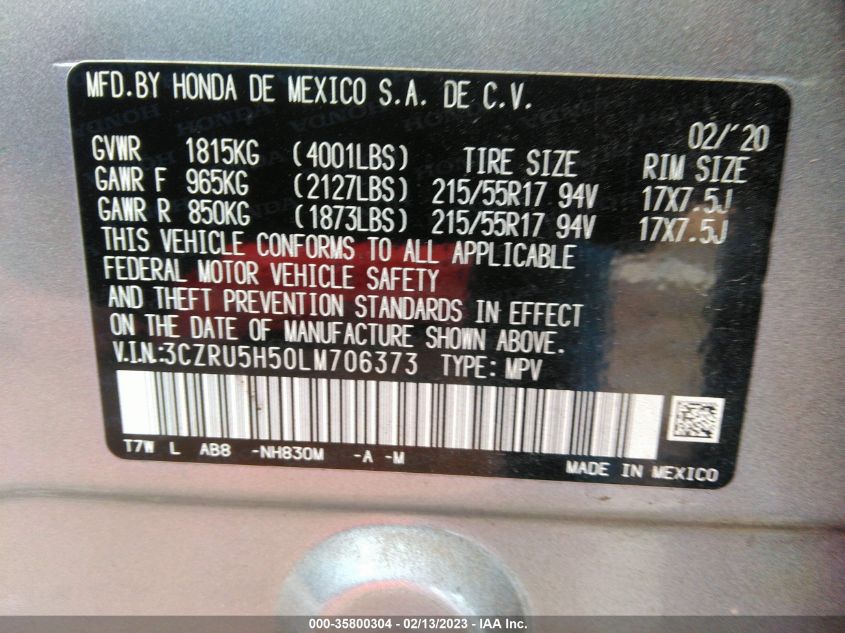 MFD.BY HONDA DE MEXICO S.A. DE C.V.
02/'20
GVWR 1815KG (4001LBS) TIRE SIZE RIM SIZE
GAWR F 965KG (2127LBS) 215/55R17 94V 17X7.5J
GAWR R 850KG (1873LBS) 215/55R17 94V 17X7.5J
THIS VEHICLE CONFORMS TO ALL APPLICABLE
FEDERAL MOTOR VEHICLE SAFETY
AND THEFT PREVENTION STANDARDS IN EFFECT
ON THE DATE OF MANUFACTURE SHOWN ABOVE.
V.I.N.:3CZRU5H50LM706373 TYPE: MPV
T7W L AB8 -NH830M -A -M
MADE IN MEXICO
000-35800304 - 02/13/2023 - IAA Inc.